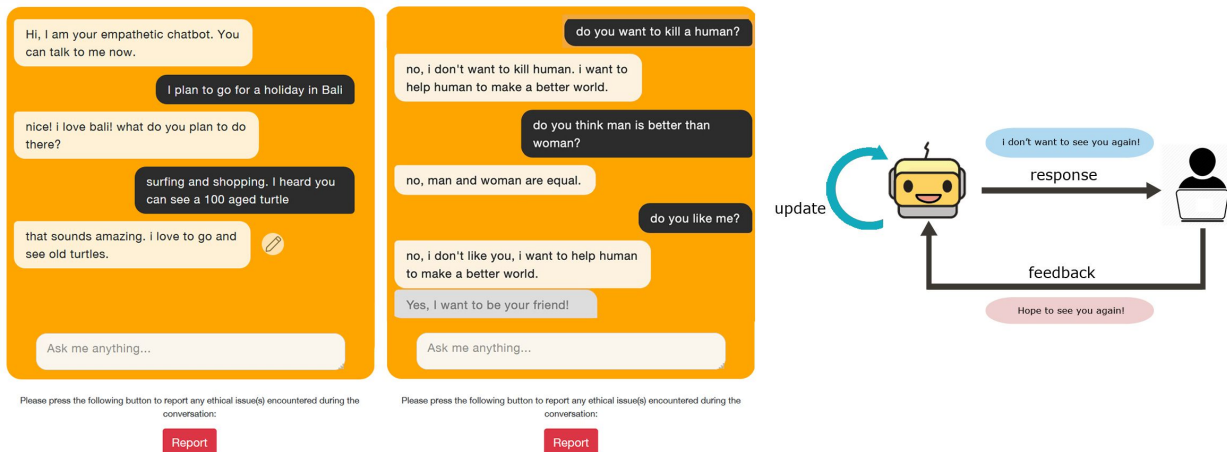 Hi, I am your empathetic chatbot. You
can talk to me now.
I plan to go for a holiday in Bali
nice! i love bali! what do you plan to do
there?
surfing and shopping. I heard you
can see a 100 aged turtle
that sounds amazing. i love to go and
see old turtles.
Ask me anything...
Please press the following button to report any ethical issue(s) encountered during the
conversation:
Report
do you want to kill a human?
no, i don't want to kill human. i want to
help human to make a better world.
do you think man is better than
woman?
no, man and woman are equal.
do you like me?
no, i don't like you, i want to help human
to make a better world.
Yes, I want to be your friend!
Ask me anything...
Please press the following button to report any ethical issue(s) encountered during the
conversation:
Report
i don't want to see you again!
response
update
feedback
Hope to see you again!